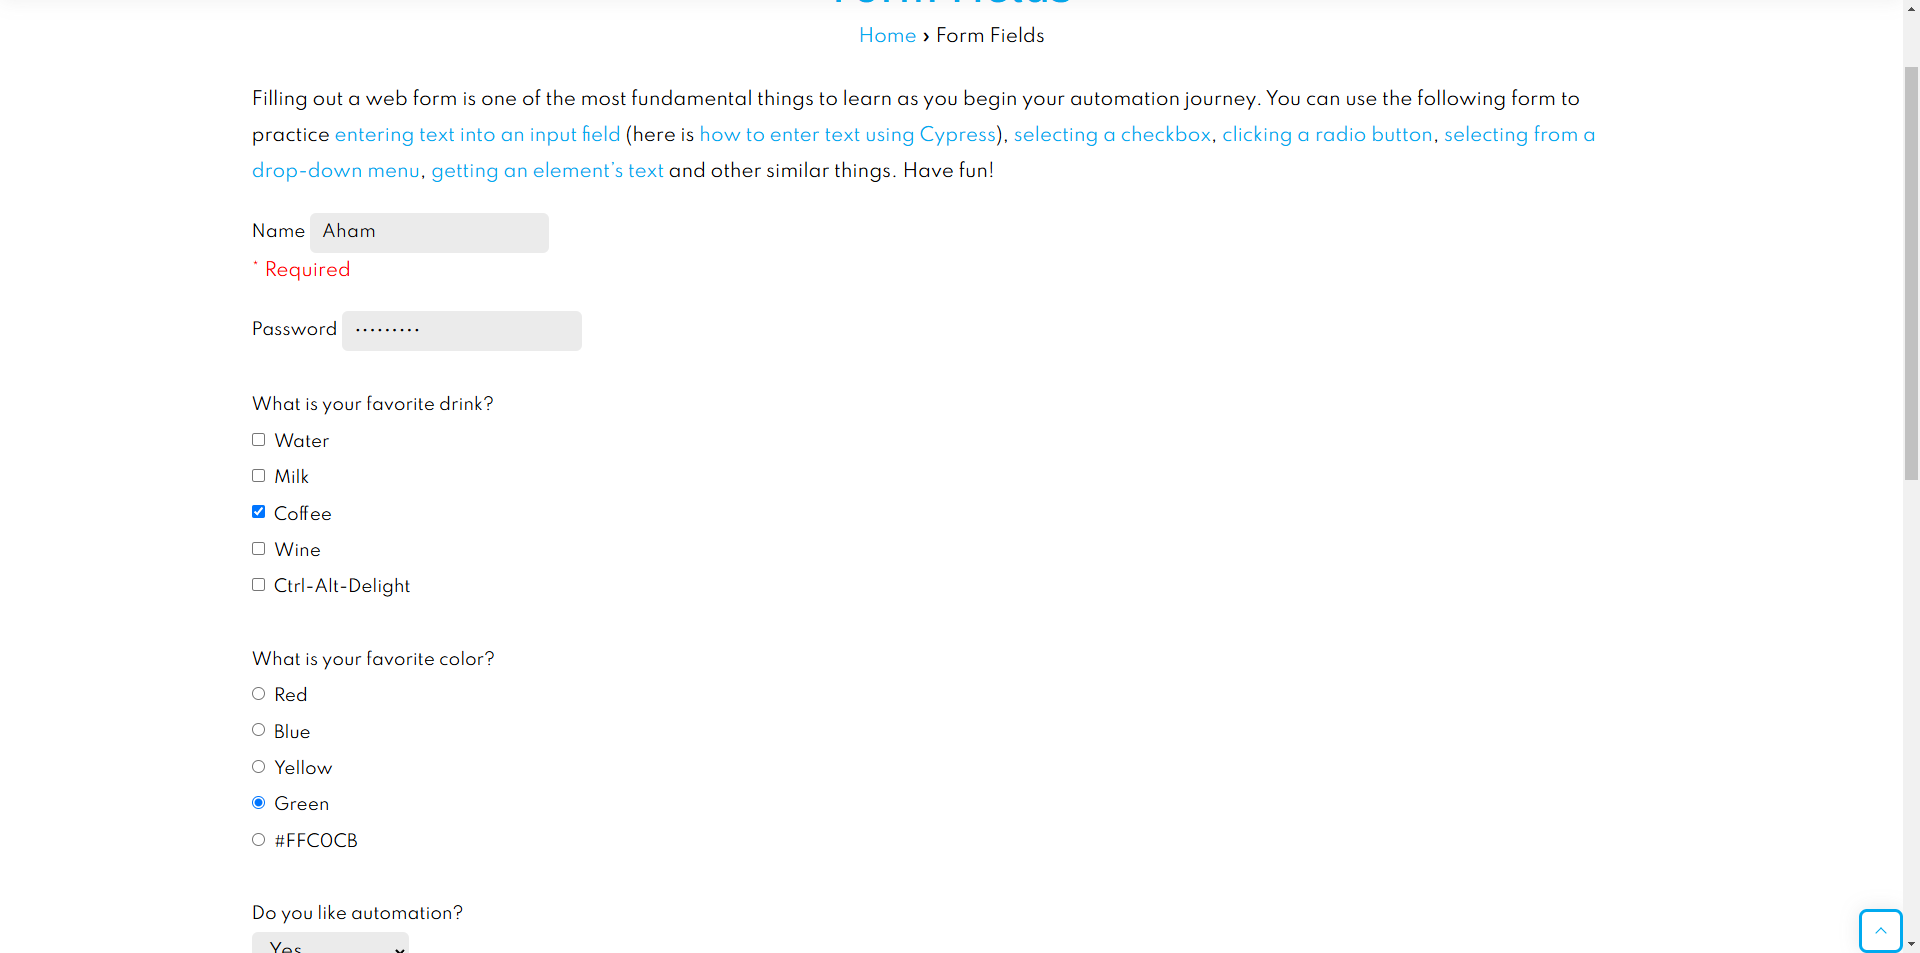 Form Fields
Home › Form Fields
Filling out a web form is one of the most fundamental things to learn as you begin your automation journey. You can use the following form to
practice entering text into an input field (here is how to enter text using Cypress), selecting a checkbox, clicking a radio button, selecting from a
drop-down menu, getting an element's text and other similar things. Have fun!
Name Aham
* Required
Password •••••••••
What is your favorite drink?
Water
Milk
Coffee
Wine
Ctrl-Alt-Delight
What is your favorite color?
Red
Blue
Yellow
Green
#FFC0CB
Do you like automation?
Yes